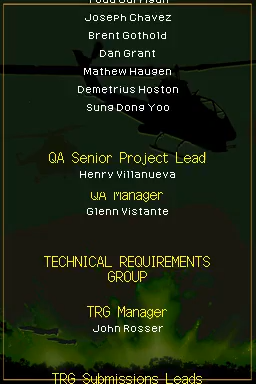 Joseph Chavez
Brent Gothold
Dan Grant
Mathew Haugen
Demetrius Hoston
Sung Dong Yoo
QA Senior Project Lead
Henry Villanueva
QA Manager
Glenn Vistante
TECHNICAL REQUIREMENTS
GROUP
TRG Manager
John Rosser
TRG Submissions Leads